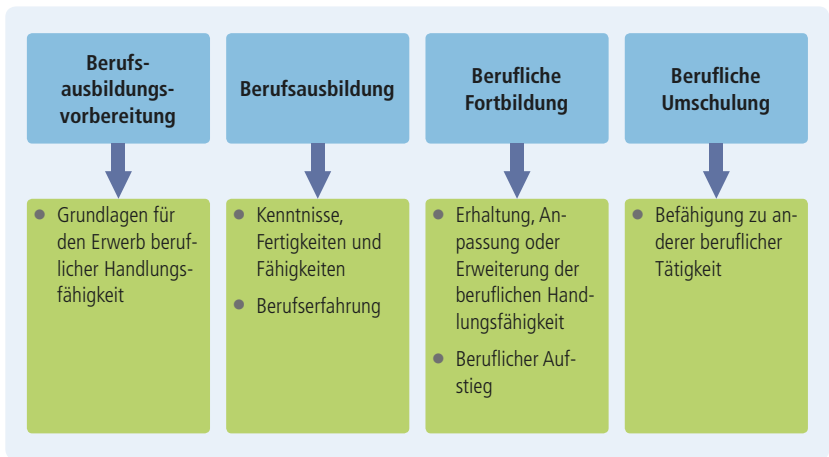 Berufs-
ausbildungs-
vorbereitung
Berufsausbildung
Berufliche
Fortbildung
Berufliche
Umschulung
Grundlagen für
den Erwerb beruf-
licher Handlungs-
fähigkeit
Kenntnisse,
Fertigkeiten und
Fähigkeiten
Berufserfahrung
Erhaltung, An-
passung oder
Erweiterung der
beruflichen Hand-
lungsfähigkeit
Beruflicher Auf-
stieg
Befähigung zu an-
derer beruflicher
Tätigkeit